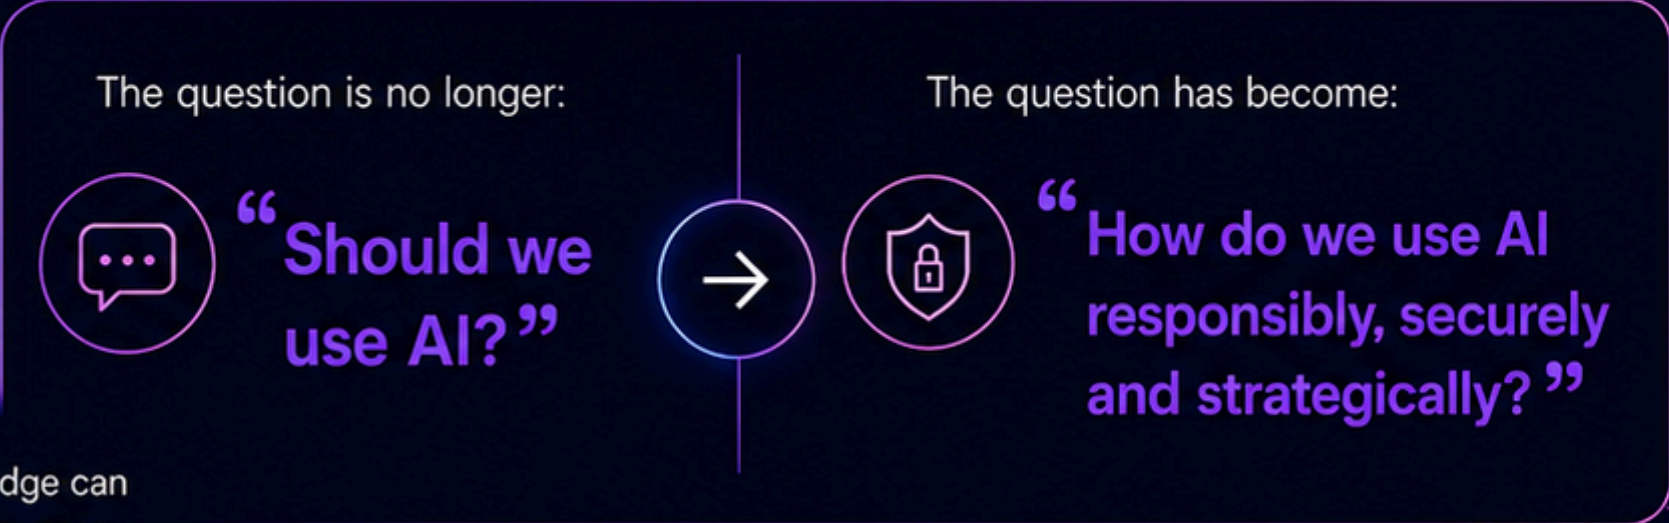 The question is no longer:
“Should we
use AI?”
The question has become:
“How do we use AI
responsibly, securely
and strategically?”
dge can